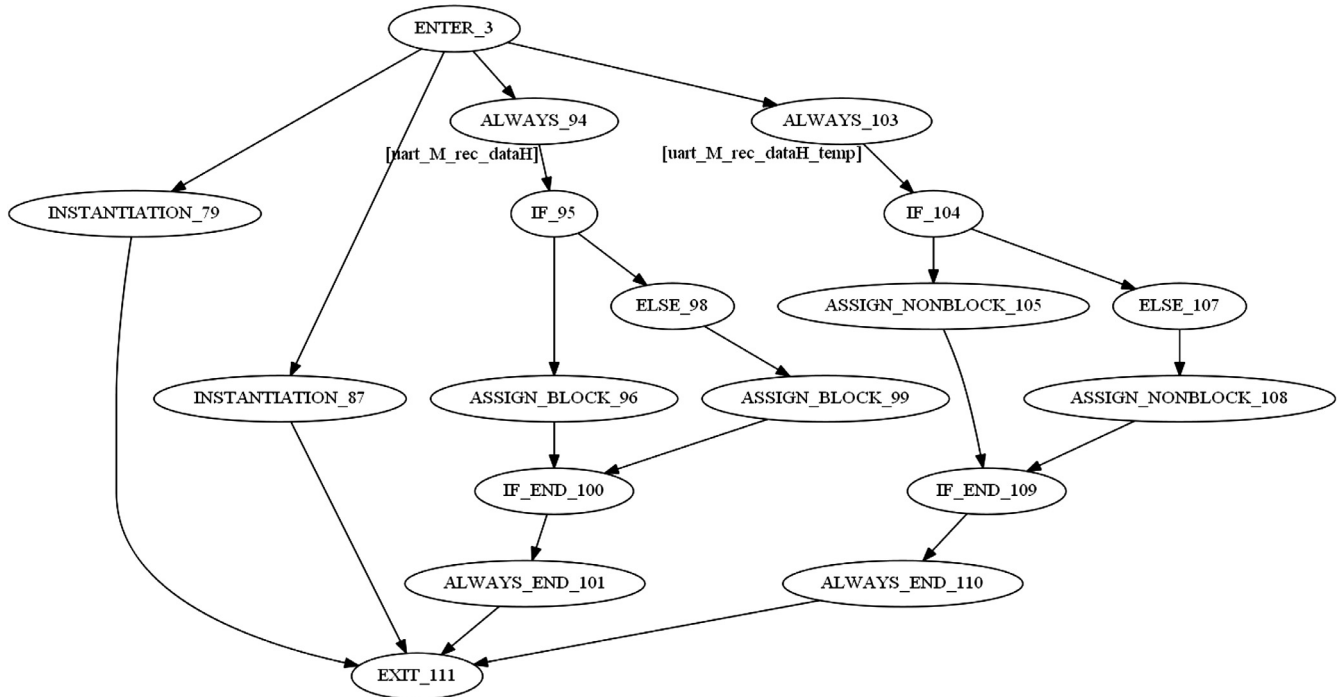 ENTER_3
ALWAYS_94
ALWAYS_103
[uart_M_rec_dataH]
[uart_M_rec_dataH_temp]
INSTANTIATION_79
IF_95
IF_104
ELSE_98
ASSIGN_NONBLOCK_105
ELSE_107
INSTANTIATION_87
ASSIGN_BLOCK_96
ASSIGN_BLOCK_99
ASSIGN_NONBLOCK_108
IF_END_100
IF_END_109
ALWAYS_END_101
ALWAYS_END_110
EXIT_111